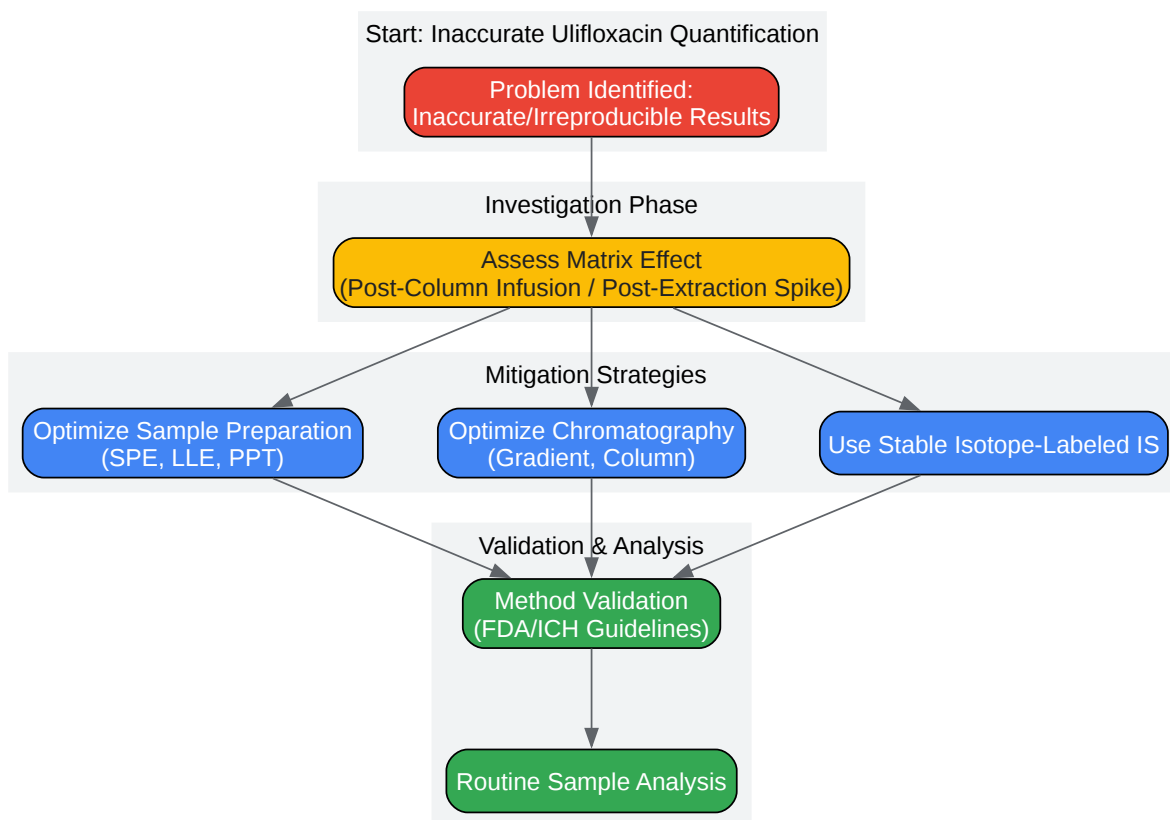 Start: Inaccurate Ulifloxacin Quantification
Problem Identified:
Inaccurate/Irreproducible Results
Investigation Phase
Assess Matrix Effect
(Post-Column Infusion / Post-Extraction Spike)
Mitigation Strategies
Optimize Sample Preparation
(SPE, LLE, PPT)
Optimize Chromatography
(Gradient, Column)
Use Stable Isotope-Labeled IS
Validation & Analysis
Method Validation
(FDA/ICH Guidelines)
Routine Sample Analysis